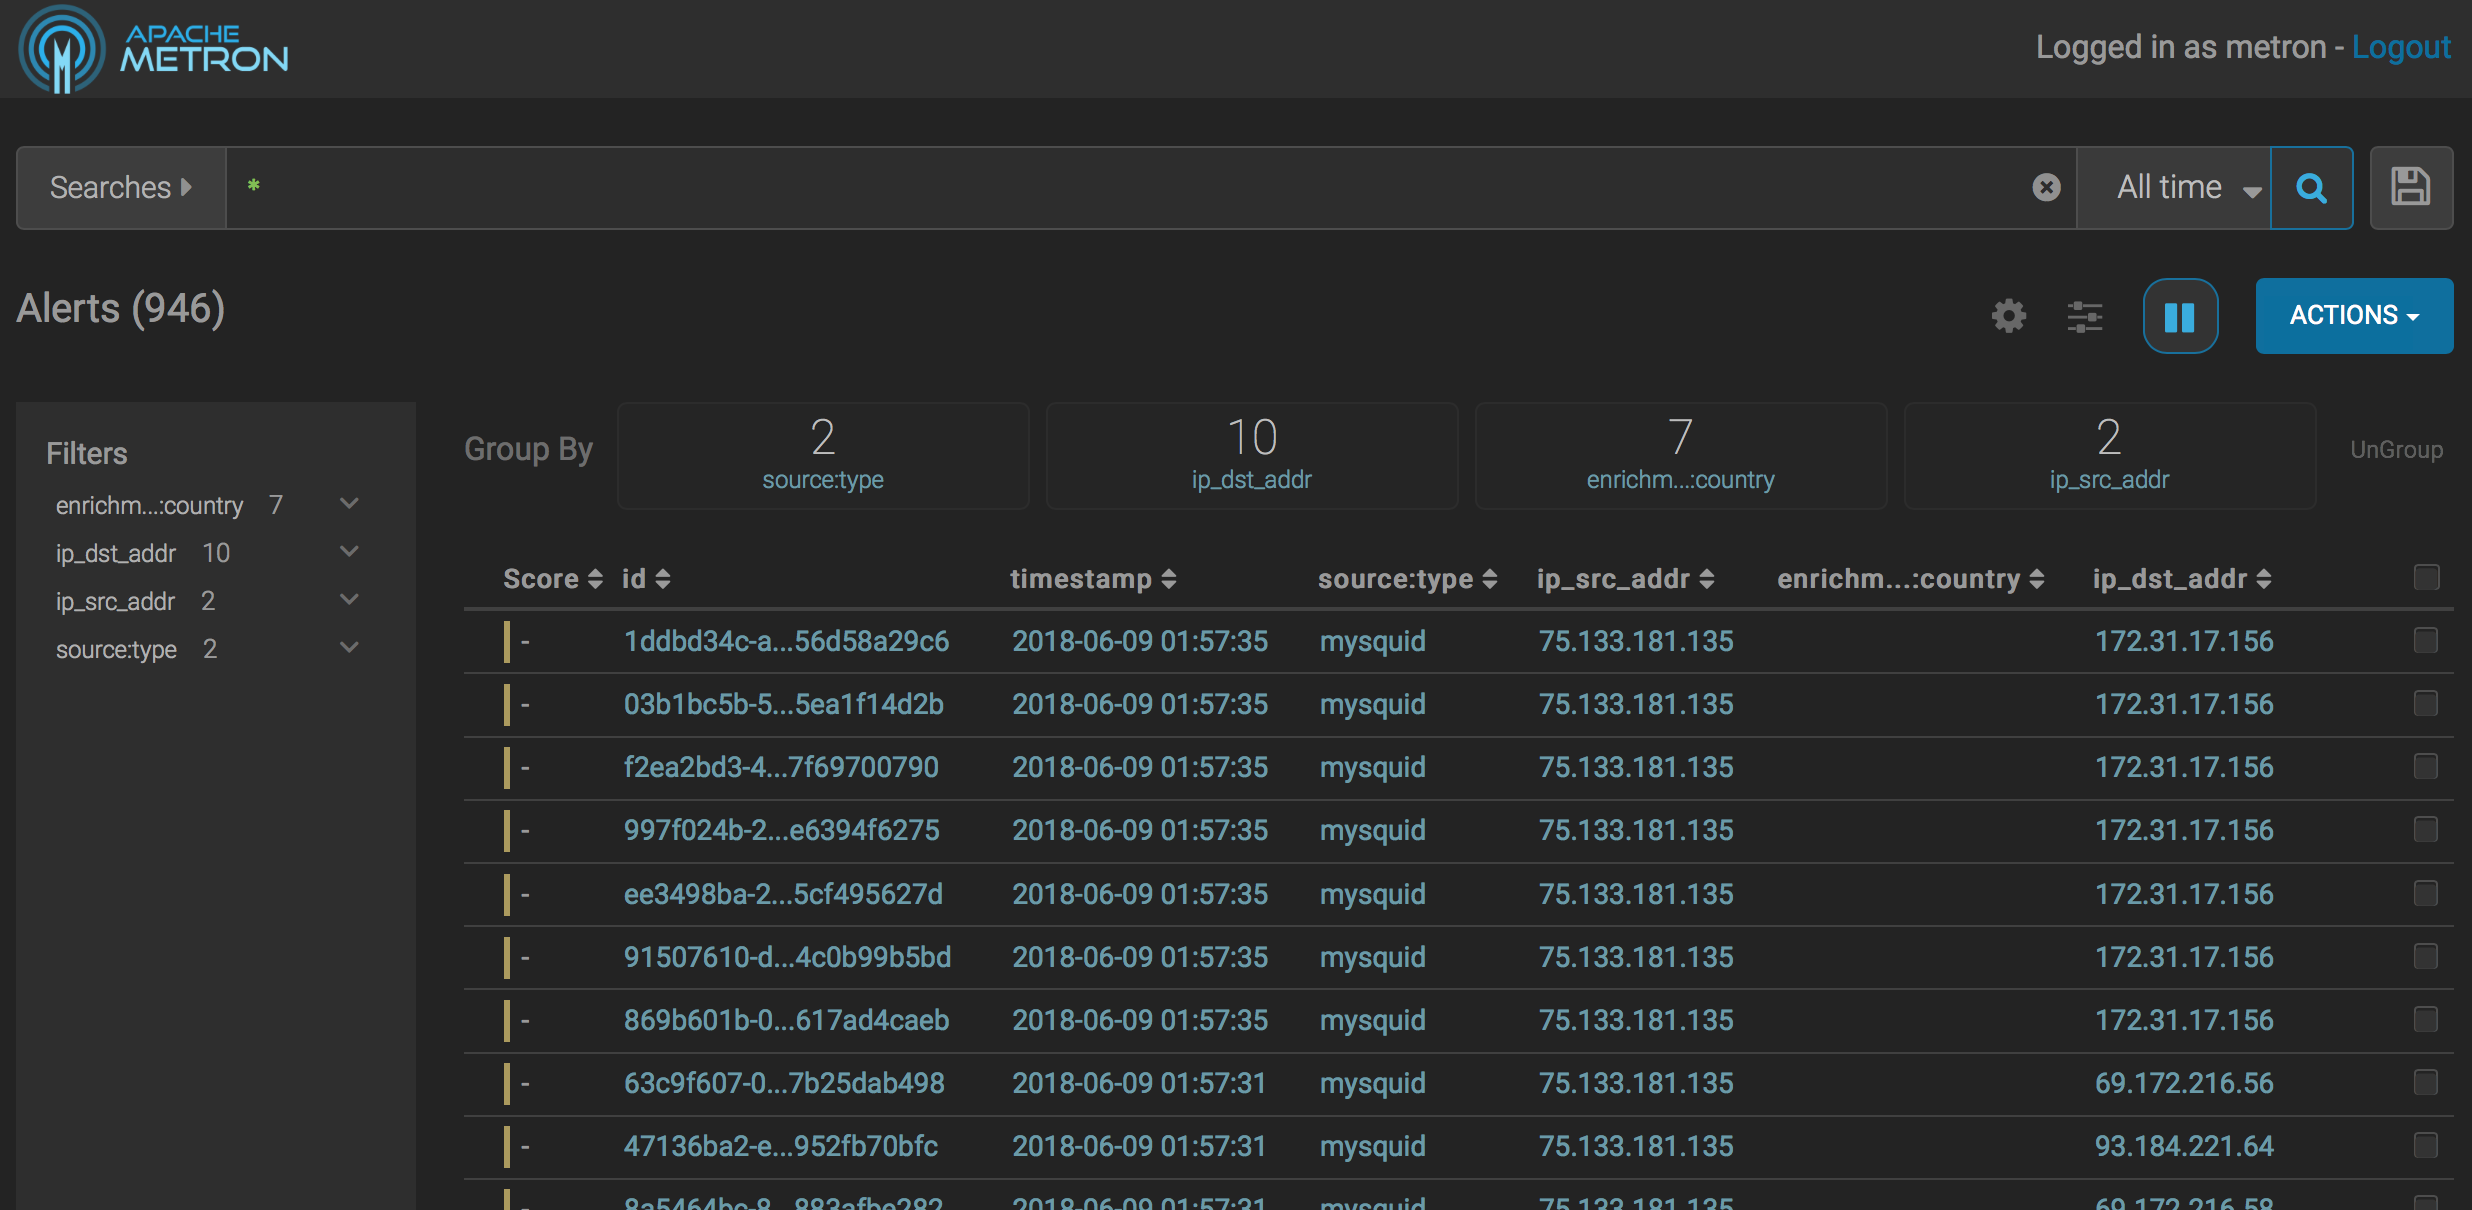 APACHE
METRON
Logged in as metron - Logout
Searches * All time
Alerts (946)
ACTIONS
Filters
enrichm...:country 7
ip_dst_addr 10
ip_src_addr 2
source:type 2
Group By
2
source:type
10
ip_dst_addr
7
enrichm...:country
2
ip_src_addr
UnGroup
Score id timestamp source:type ip_src_addr enrichm...:country ip_dst_addr
- 1ddbd34c-a...56d58a29c6 2018-06-09 01:57:35 mysquid 75.133.181.135 172.31.17.156
- 03b1bc5b-5...5ea1f14d2b 2018-06-09 01:57:35 mysquid 75.133.181.135 172.31.17.156
- f2ea2bd3-4...7f69700790 2018-06-09 01:57:35 mysquid 75.133.181.135 172.31.17.156
- 997f024b-2...e6394f6275 2018-06-09 01:57:35 mysquid 75.133.181.135 172.31.17.156
- ee3498ba-2...5cf495627d 2018-06-09 01:57:35 mysquid 75.133.181.135 172.31.17.156
- 91507610-d...4c0b99b5bd 2018-06-09 01:57:35 mysquid 75.133.181.135 172.31.17.156
- 869b601b-0...617ad4caeb 2018-06-09 01:57:35 mysquid 75.133.181.135 172.31.17.156
- 63c9f607-0...7b25dab498 2018-06-09 01:57:31 mysquid 75.133.181.135 69.172.216.56
- 47136ba2-e...952fb70bfc 2018-06-09 01:57:31 mysquid 75.133.181.135 93.184.221.64
- 8a5464bc-8...883afbe282 2018-06-09 01:57:31 mysquid 75.133.181.135 69.172.216.58